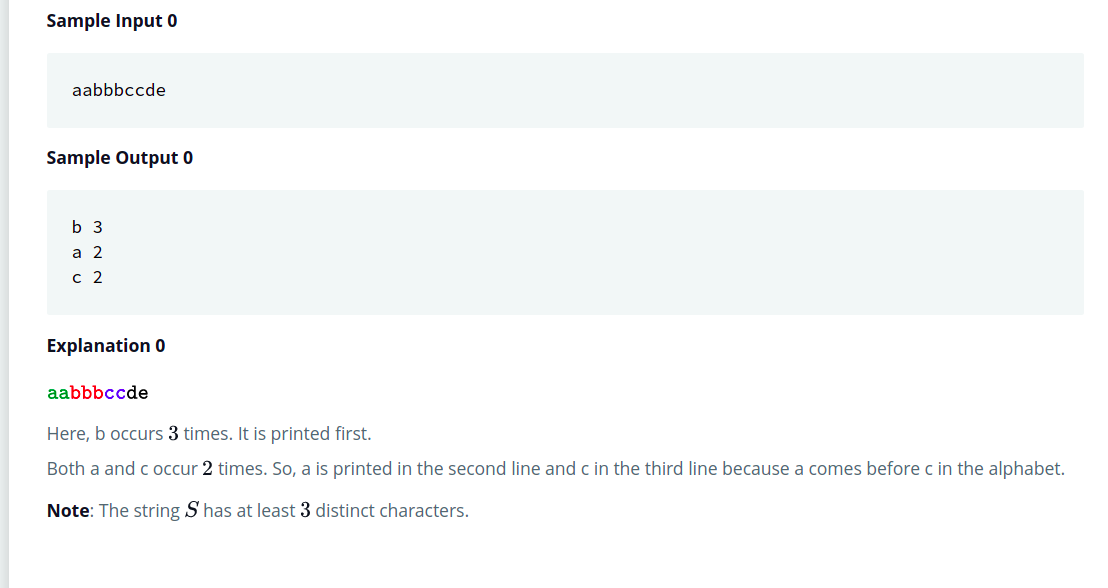 Sample Input 0
aabbbccde
Sample Output 0
b 3
a 2
c 2
Explanation 0
aabbbccde
Here, b occurs 3 times. It is printed first.
Both a and c occur 2 times. So, a is printed in the second line and c in the third line because a comes before c in the alphabet.
Note: The string S has at least 3 distinct characters.